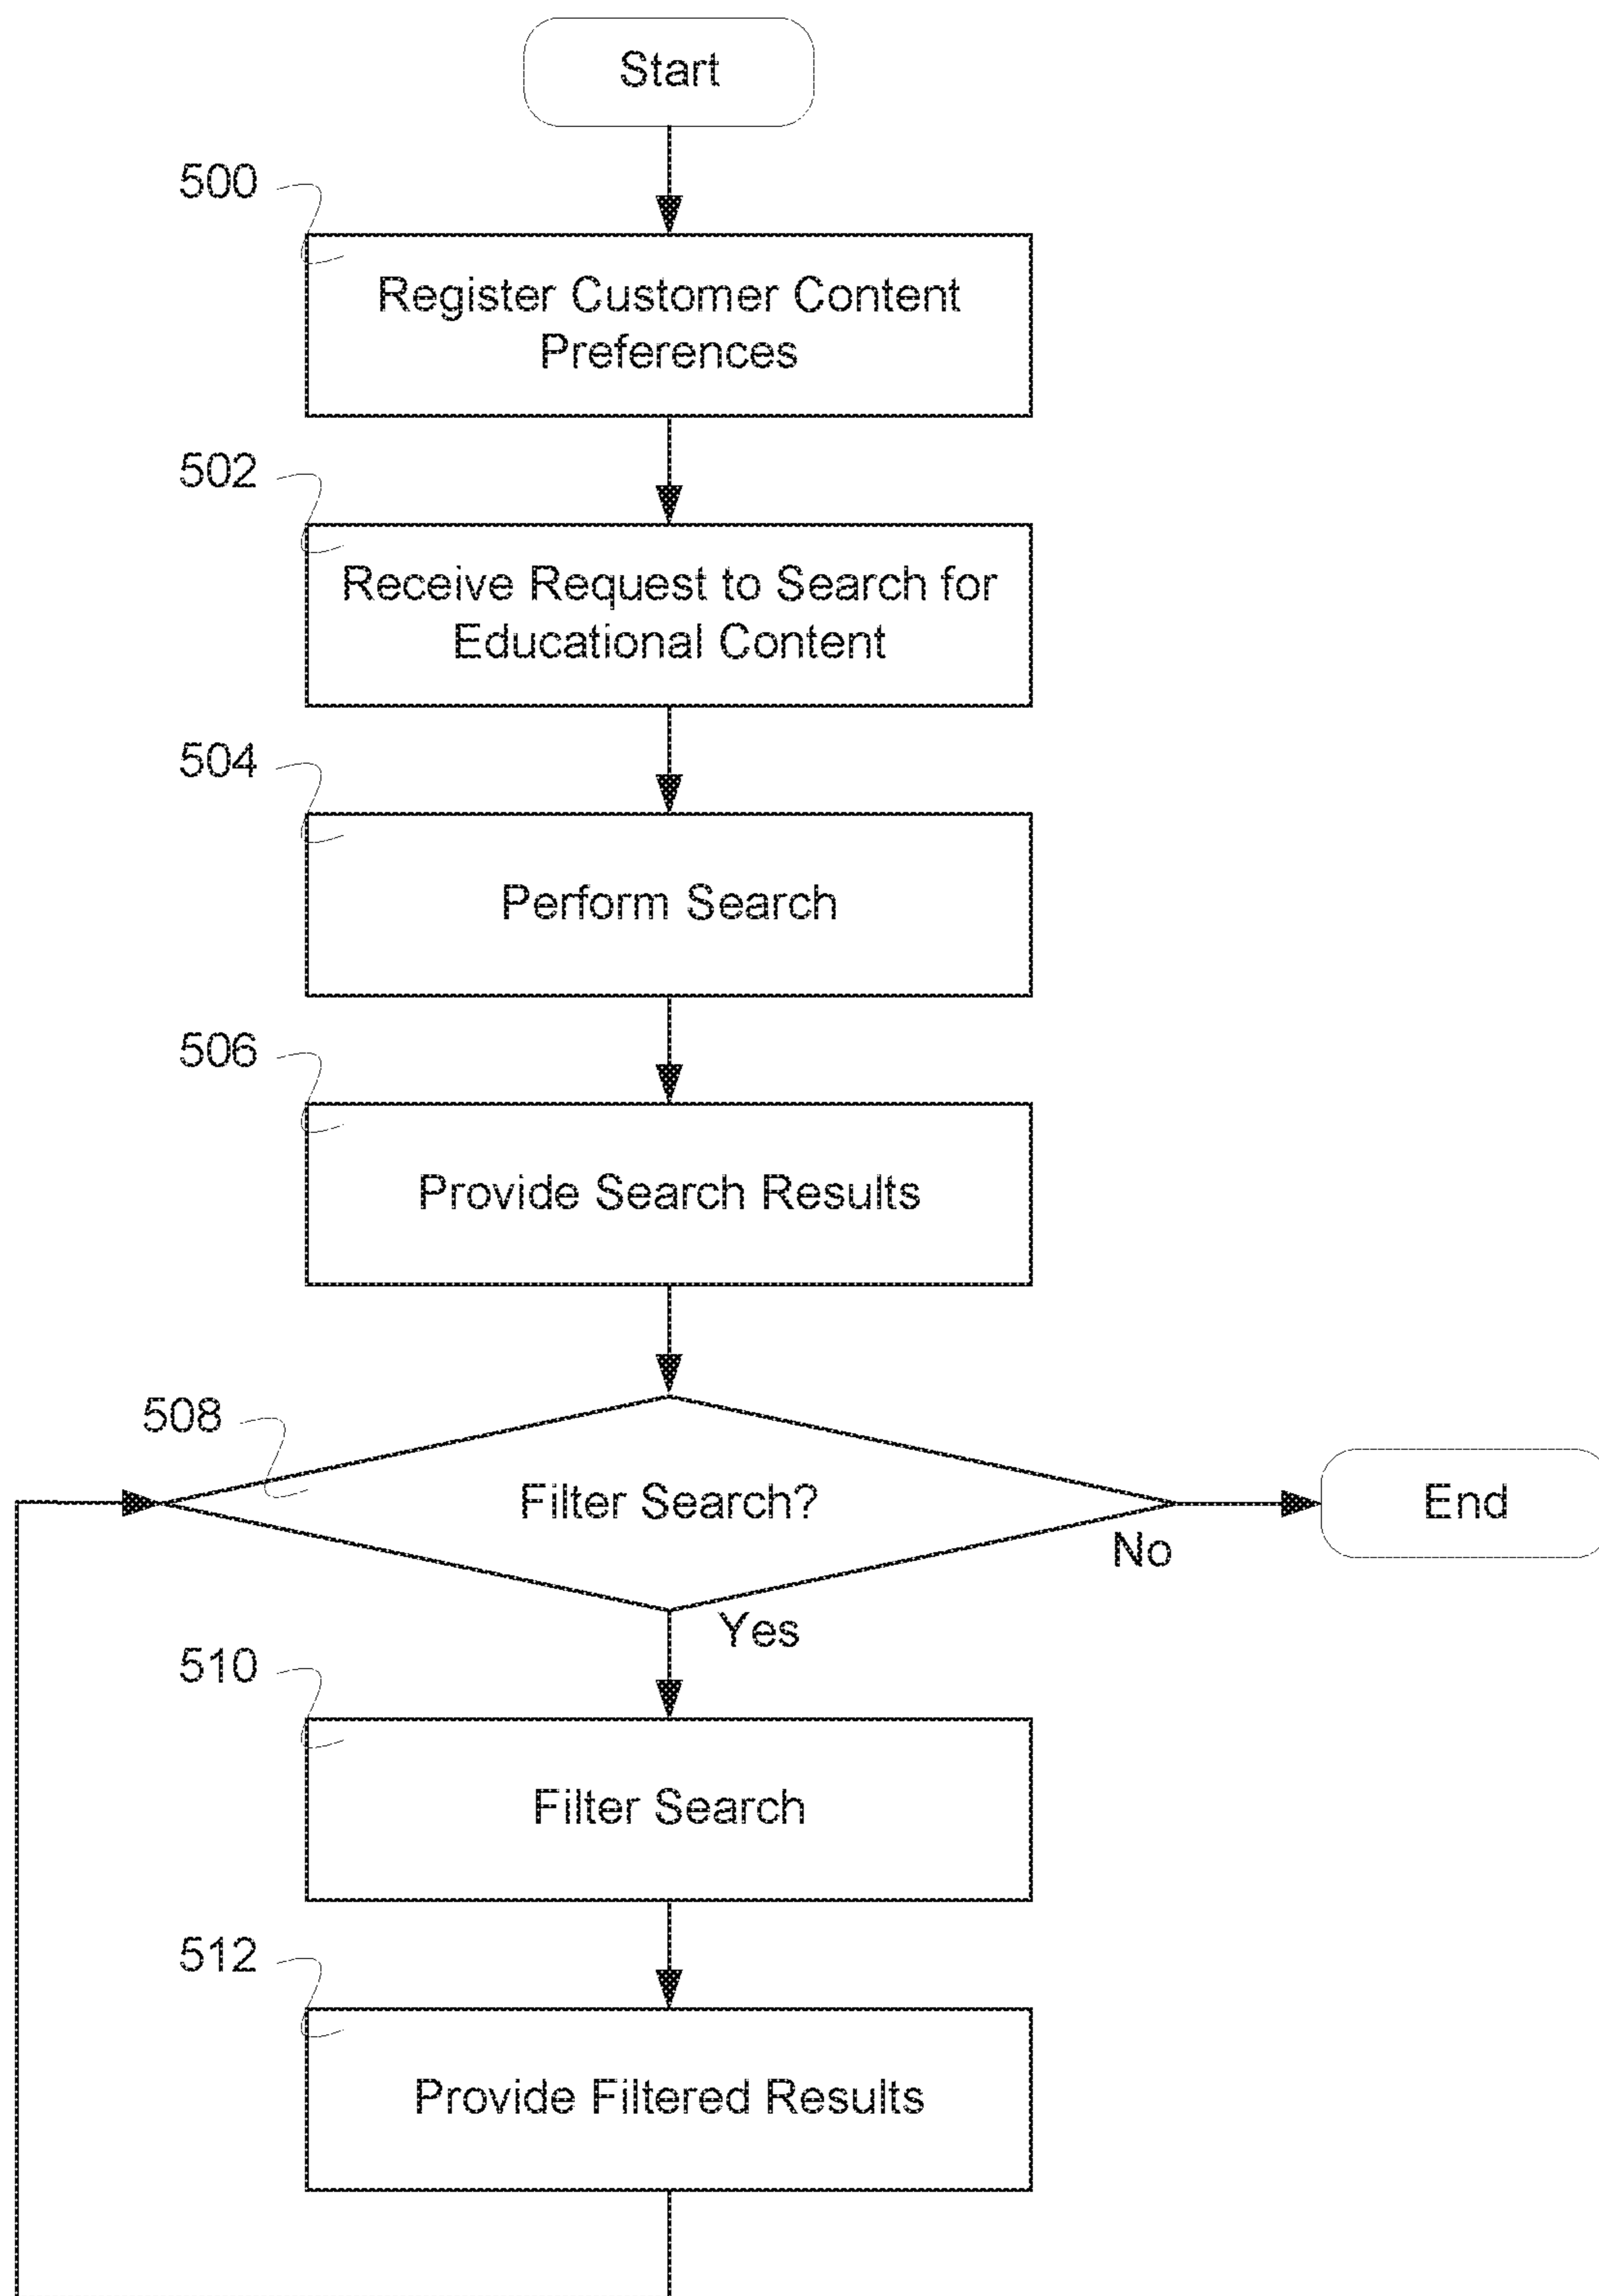 Start
500
Register Customer Content
Preferences
502
Receive Request to Search for
Educational Content
504
Perform Search
506
Provide Search Results
508
Filter Search?
No
End
Yes
510
Filter Search
512
Provide Filtered Results